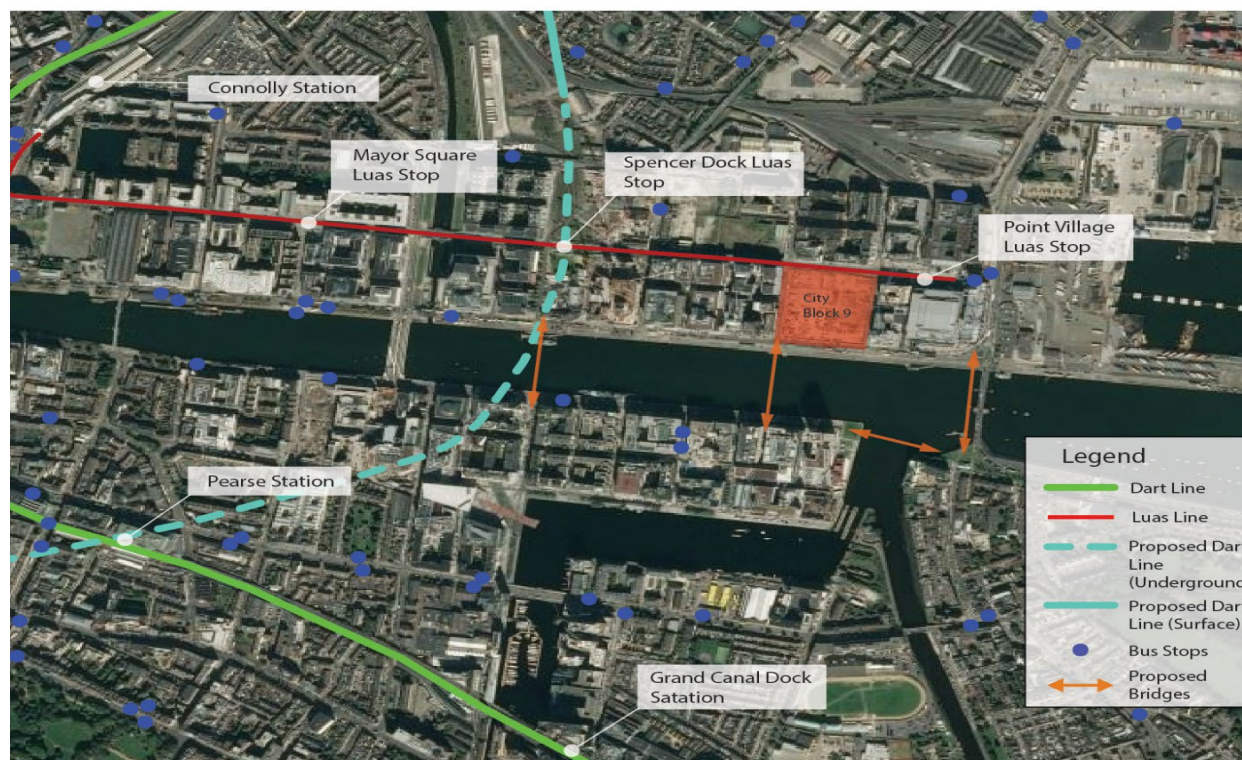 Connolly Station
Mayor Square
Luas Stop
Spencer Dock Luas
Stop
Point Village
Luas Stop
City
Block 9
Pearse Station
Grand Canal Dock
Satation
Legend
Dart Line
Luas Line
Proposed Dar
Line
(Underground
Proposed Dar
Line (Surface)
Bus Stops
Proposed
Bridges